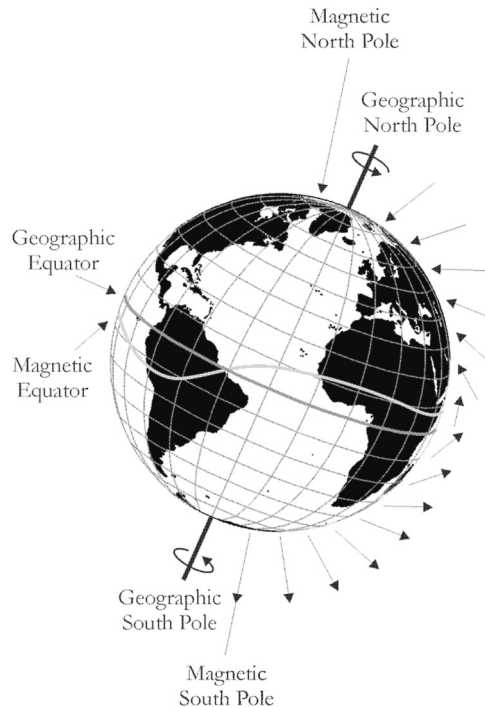 Magnetic
North Pole
Geographic
North Pole
Geographic
Equator
Magnetic
Equator
Geographic
South Pole
Magnetic
South Pole